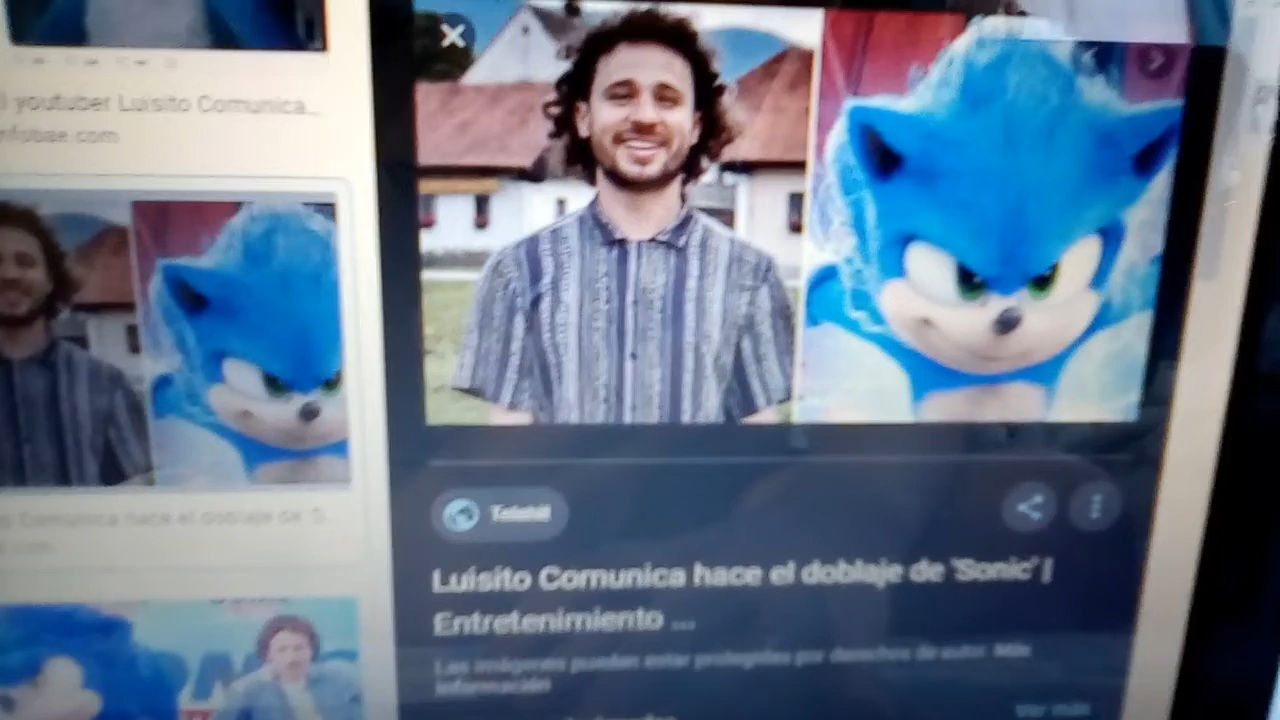 youtuber Luisito Comunica...
infobae.com
Comunica hace el doblaje de 'S...
Luisito Comunica hace el doblaje de 'Sonic' |
Entretenimiento ...
Las imágenes pueden estar protegidas por derechos de autor. Más
información
Ver más